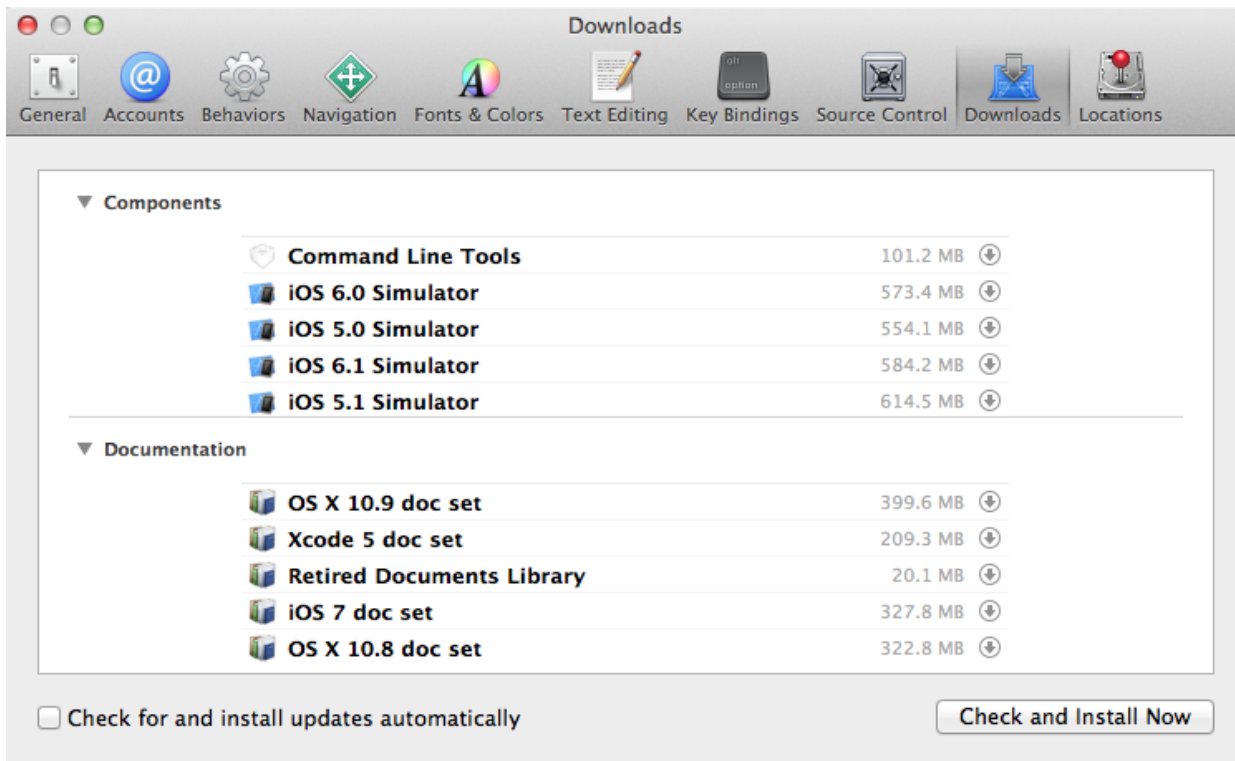 Downloads
alt
option
General Accounts Behaviors Navigation Fonts & Colors Text Editing Key Bindings Source Control Downloads Locations
Components
Command Line Tools 101.2 MB
iOS 6.0 Simulator 573.4 MB
iOS 5.0 Simulator 554.1 MB
iOS 6.1 Simulator 584.2 MB
iOS 5.1 Simulator 614.5 MB
Documentation
OS X 10.9 doc set 399.6 MB
Xcode 5 doc set 209.3 MB
Retired Documents Library 20.1 MB
iOS 7 doc set 327.8 MB
OS X 10.8 doc set 322.8 MB
Check for and install updates automatically Check and Install Now